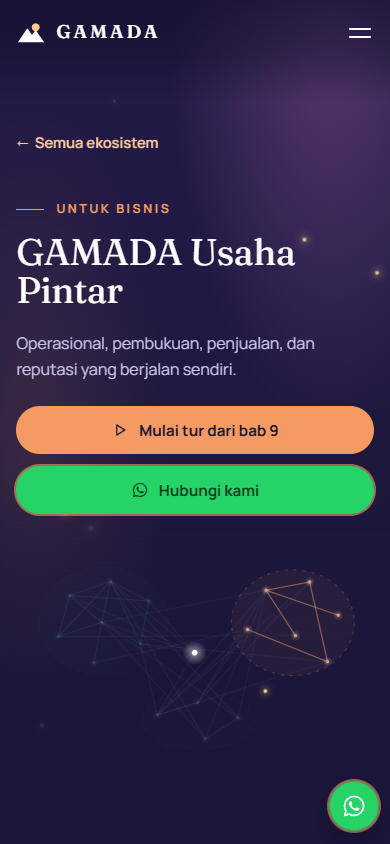 GAMADA
← Semua ekosistem
UNTUK BISNIS
GAMADA Usaha
Pintar
Operasional, pembukuan, penjualan, dan
reputasi yang berjalan sendiri.
Mulai tur dari bab 9
Hubungi kami